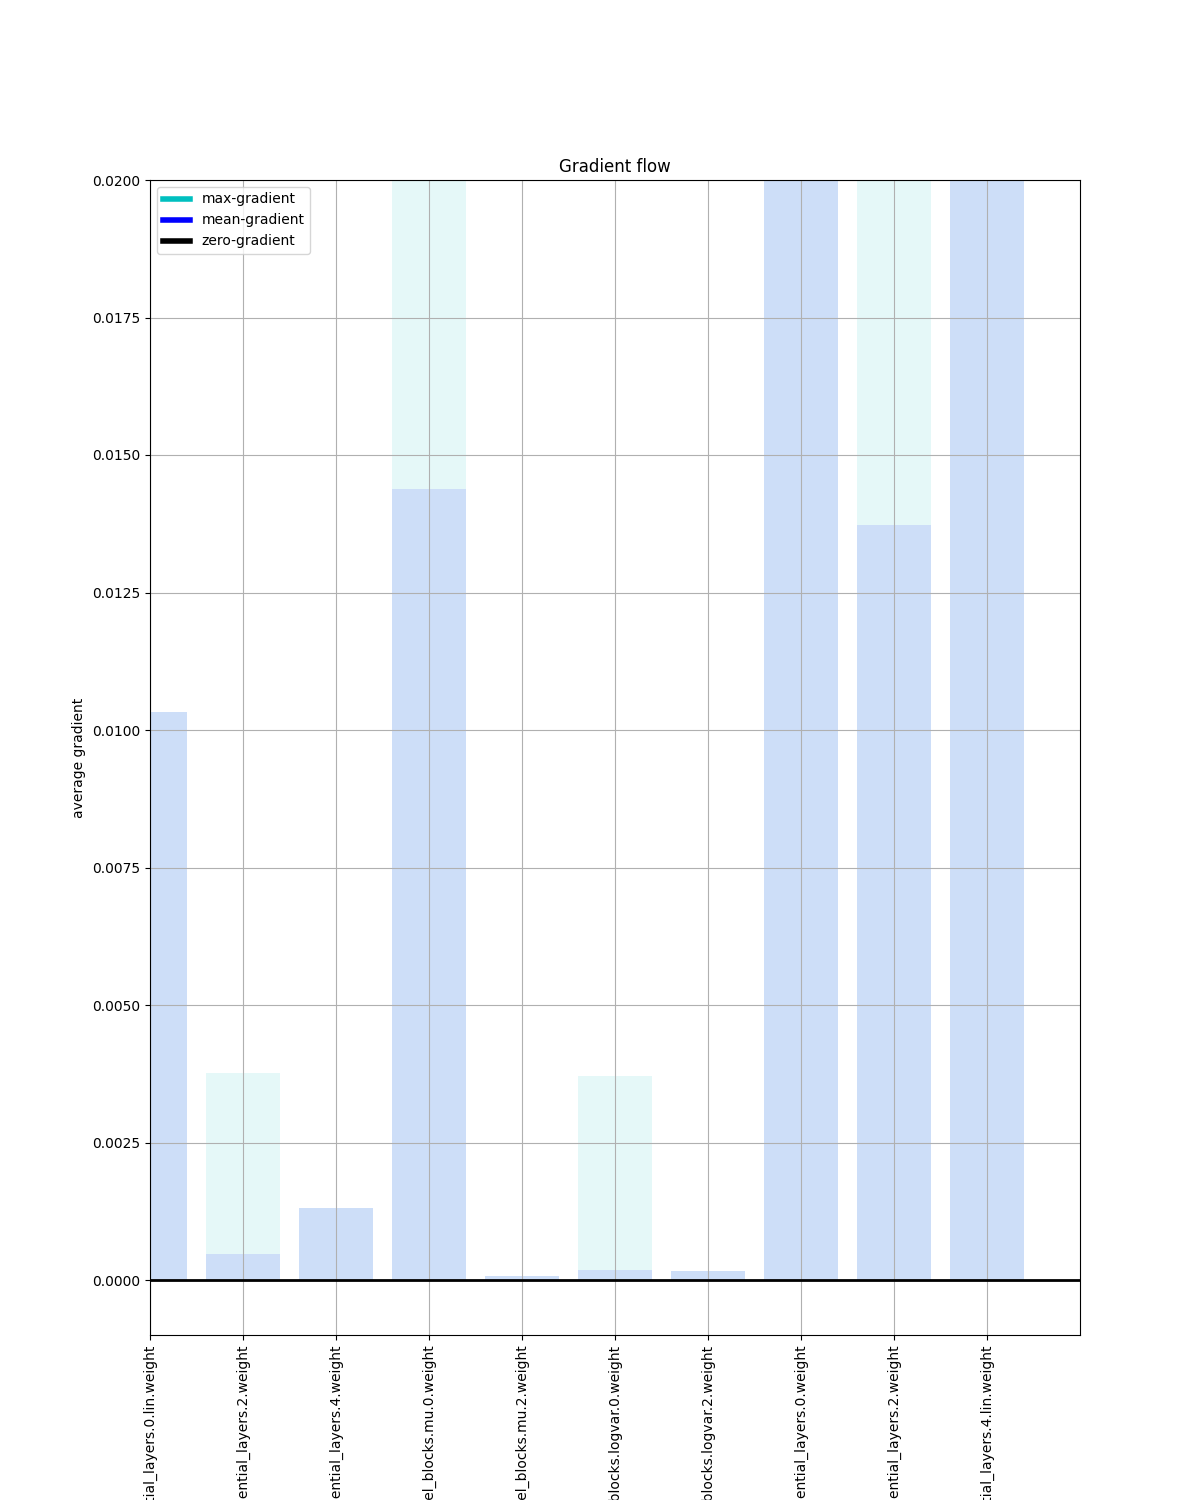 Gradient flow
max-gradient
mean-gradient
zero-gradient
0.0200
0.0175
0.0150
0.0125
0.0100
0.0075
0.0050
0.0025
0.0000
average gradient
tial_layers.0.lin.weight
ential_layers.2.weight
ential_layers.4.weight
el_blocks.mu.0.weight
el_blocks.mu.2.weight
blocks.logvar.0.weight
blocks.logvar.2.weight
ential_layers.0.weight
ential_layers.2.weight
tial_layers.4.lin.weight